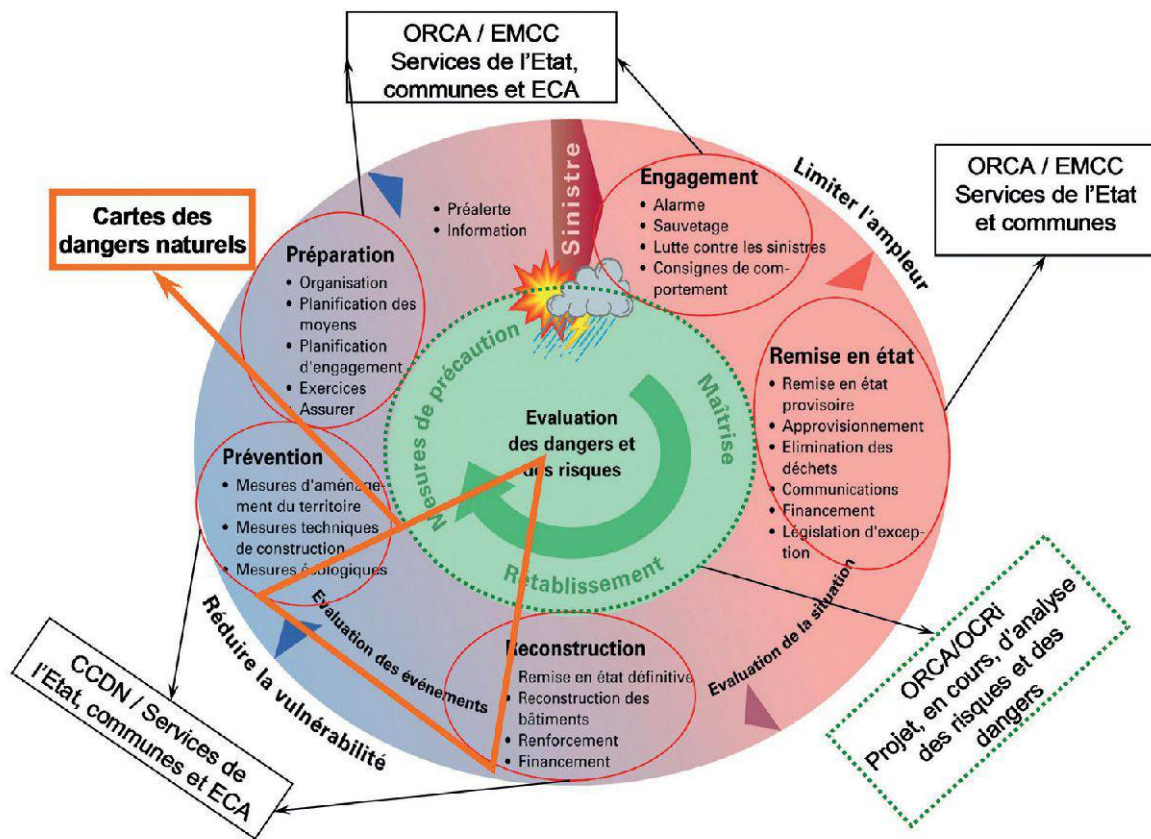 ORCA / EMCC
Services de l'Etat,
communes et ECA
ORCA / EMCC
Services de l'Etat
et communes
Cartes des
dangers naturels
Sinistre
Limiter l'ampleur
• Préalerte
• Information
Engagement
• Alarme
• Sauvetage
• Lutte contre les sinistres
• Consignes de com-
portement
Préparation
• Organisation
• Planification des
moyens
• Planification
d'engagement
• Exercices
• Assurer
Remise en état
• Remise en état
provisoire
• Approvisionnement
• Elimination des
déchets
• Communications
• Financement
• Législation d'excep-
tion
Mesures de précaution
Maîtrise
Rétablissement
Evaluation
des dangers et
des risques
Prévention
• Mesures d'aménage-
ment du territoire
• Mesures techniques
de construction
• Mesures écologiques
Réduire la vulnérabilité
Evaluation des événements
Evaluation de la situation
Reconstruction
Remise en état définitive
• Reconstruction des
bâtiments
• Renforcement
• Financement
CCDN / Services de
l'Etat, communes et ECA
ORCA/OCRi
Projet, en cours, d'analyse
des risques et des
dangers